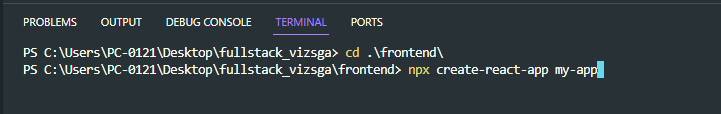 PROBLEMS OUTPUT DEBUG CONSOLE TERMINAL PORTS
PS C:\Users\PC-0121\Desktop\fullstack_vizsga> cd .\frontend\
PS C:\Users\PC-0121\Desktop\fullstack_vizsga\frontend> npx create-react-app my-app